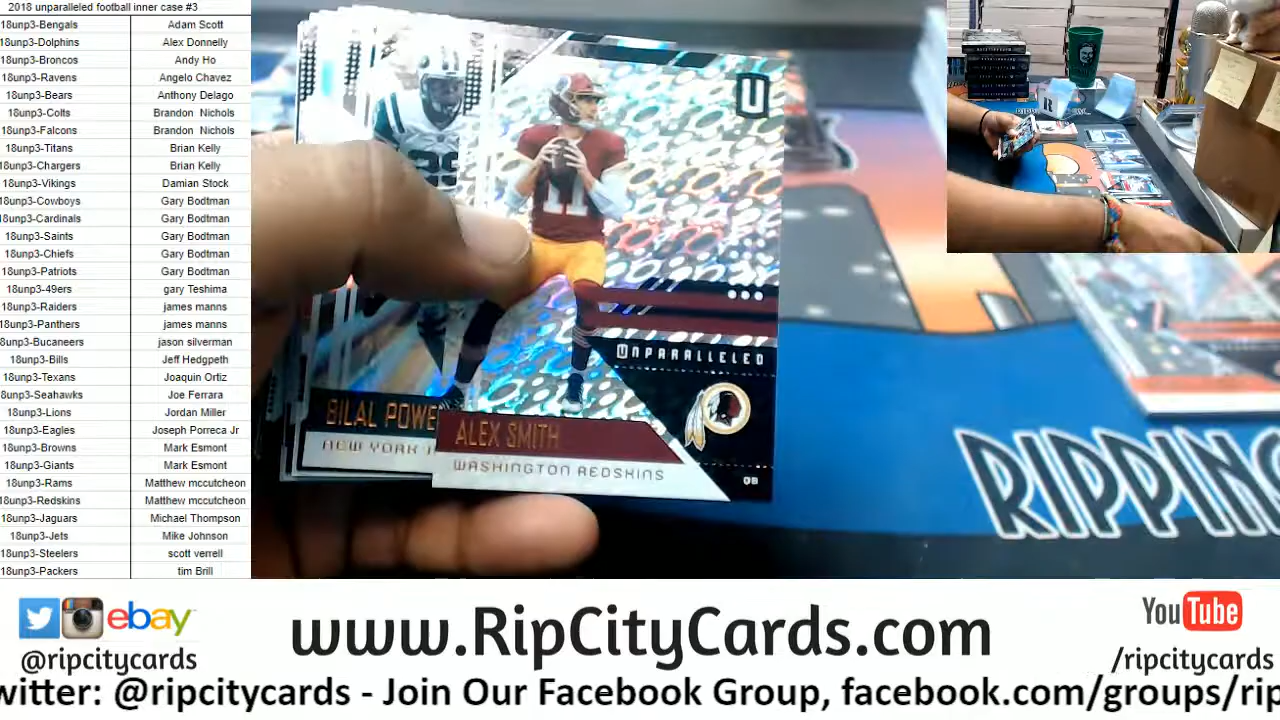 2018 unparalleled football inner case #3
18unp3-Bengals Adam Scott
18unp3-Dolphins Alex Donnelly
18unp3-Broncos Andy Ho
18unp3-Ravens Angelo Chavez
18unp3-Bears Anthony Delago
18unp3-Colts Brandon Nichols
18unp3-Falcons Brandon Nichols
18unp3-Titans Brian Kelly
18unp3-Chargers Brian Kelly
18unp3-Vikings Damian Stock
18unp3-Cowboys Gary Bodtman
18unp3-Cardinals Gary Bodtman
18unp3-Saints Gary Bodtman
18unp3-Chiefs Gary Bodtman
18unp3-Patriots Gary Bodtman
18unp3-49ers gary Teshima
18unp3-Raiders james manns
18unp3-Panthers james manns
18unp3-Bucaneers jason silverman
18unp3-Bills Jeff Hedgpeth
18unp3-Texans Joaquin Ortiz
8unp3-Seahawks Joe Ferrara
18unp3-Lions Jordan Miller
18unp3-Eagles Joseph Porreca Jr
18unp3-Browns Mark Esmont
18unp3-Giants Mark Esmont
18unp3-Rams Matthew mccutcheon
18unp3-Redskins Matthew mccutcheon
18unp3-Jaguars Michael Thompson
18unp3-Jets Mike Johnson
18unp3-Steelers scott verrell
18unp3-Packers tim Brill
U
11
UNPARALLELED
BILAL POWE
NEW YORK
ALEX SMITH
WASHINGTON REDSKINS
QB
RIPPING
ebay
@ripcitycards
www.RipCityCards.com
YouTube
/ripcitycards
witter: @ripcitycards - Join Our Facebook Group, facebook.com/groups/rip